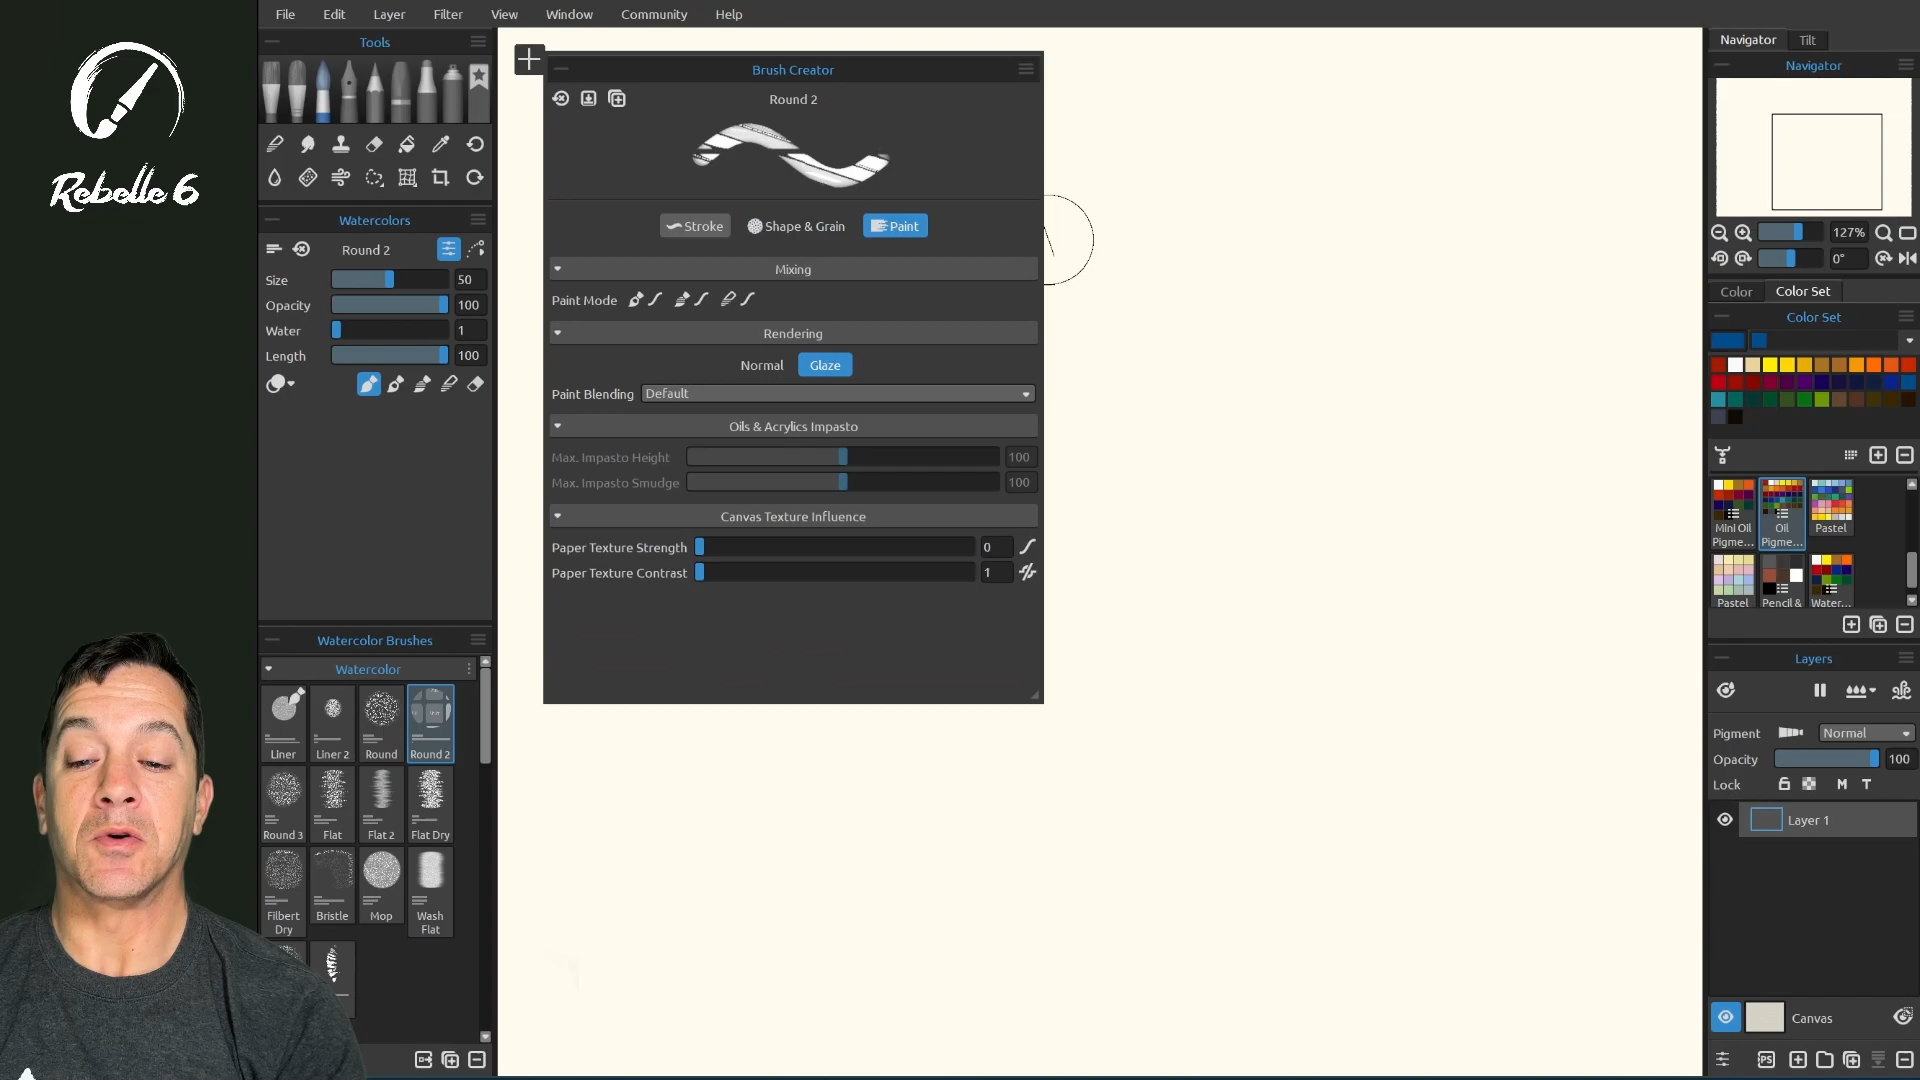 File Edit Layer Filter View Window Community Help
Rebelle 6
Tools
Watercolors
Round 2
Size 50
Opacity 100
Water 1
Length 100
Watercolor Brushes
Watercolor
Liner Liner 2 Round Round 2
Round 3 Flat Flat 2 Flat Dry
Filbert Dry Bristle Mop Wash Flat
Brush Creator
Round 2
Stroke Shape & Grain Paint
Mixing
Paint Mode
Rendering
Normal Glaze
Paint Blending Default
Oils & Acrylics Impasto
Max. Impasto Height 100
Max. Impasto Smudge 100
Canvas Texture Influence
Paper Texture Strength 0
Paper Texture Contrast 1
Navigator Tilt
Navigator
127%
0°
Color Color Set
Color Set
Mini Oil Pigme... Oil Pigme... Pastel
Pastel Pencil & Water...
Layers
Pigment Normal
Opacity 100
Lock M T
Layer 1
Canvas
PS